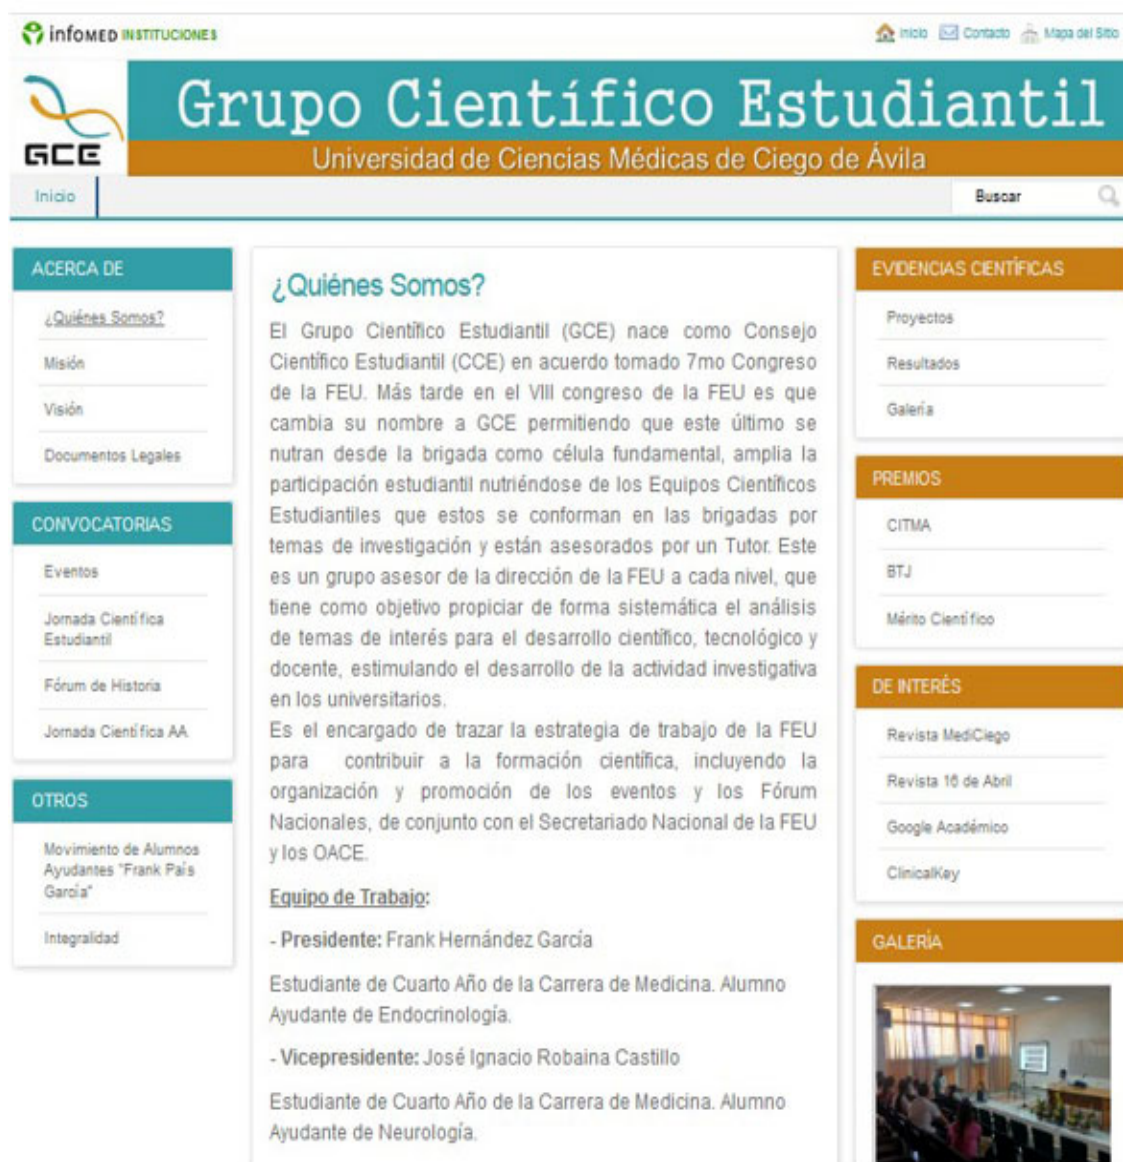 infoMED INSTITUCIONES
Inicio Contacto Mapa del Sitio
GCE
Grupo Científico Estudiantil
Universidad de Ciencias Médicas de Ciego de Ávila
Inicio
Buscar
ACERCA DE
¿Quiénes Somos?
Misión
Visión
Documentos Legales
CONVOCATORIAS
Eventos
Jornada Científica
Estudiantil
Fórum de Historia
Jornada Científica AA
OTROS
Movimiento de Alumnos
Ayudantes "Frank País
García"
Integralidad
¿Quiénes Somos?
El Grupo Científico Estudiantil (GCE) nace como Consejo
Científico Estudiantil (CCE) en acuerdo tomado 7mo Congreso
de la FEU. Más tarde en el VIII congreso de la FEU es que
cambia su nombre a GCE permitiendo que este último se
nutran desde la brigada como célula fundamental, amplia la
participación estudiantil nutriéndose de los Equipos Científicos
Estudiantiles que estos se conforman en las brigadas por
temas de investigación y están asesorados por un Tutor. Este
es un grupo asesor de la dirección de la FEU a cada nivel, que
tiene como objetivo propiciar de forma sistemática el análisis
de temas de interés para el desarrollo científico, tecnológico y
docente, estimulando el desarrollo de la actividad investigativa
en los universitarios.
Es el encargado de trazar la estrategia de trabajo de la FEU
para contribuir a la formación científica, incluyendo la
organización y promoción de los eventos y los Fórum
Nacionales, de conjunto con el Secretariado Nacional de la FEU
y los OACE.
Equipo de Trabajo:
- Presidente: Frank Hernández García
Estudiante de Cuarto Año de la Carrera de Medicina. Alumno
Ayudante de Endocrinología.
- Vicepresidente: José Ignacio Robaina Castillo
Estudiante de Cuarto Año de la Carrera de Medicina. Alumno
Ayudante de Neurología.
EVIDENCIAS CIENTÍFICAS
Proyectos
Resultados
Galería
PREMIOS
CITMA
BTJ
Mérito Científico
DE INTERÉS
Revista MediCiego
Revista 16 de Abril
Google Académico
ClinicalKey
GALERÍA